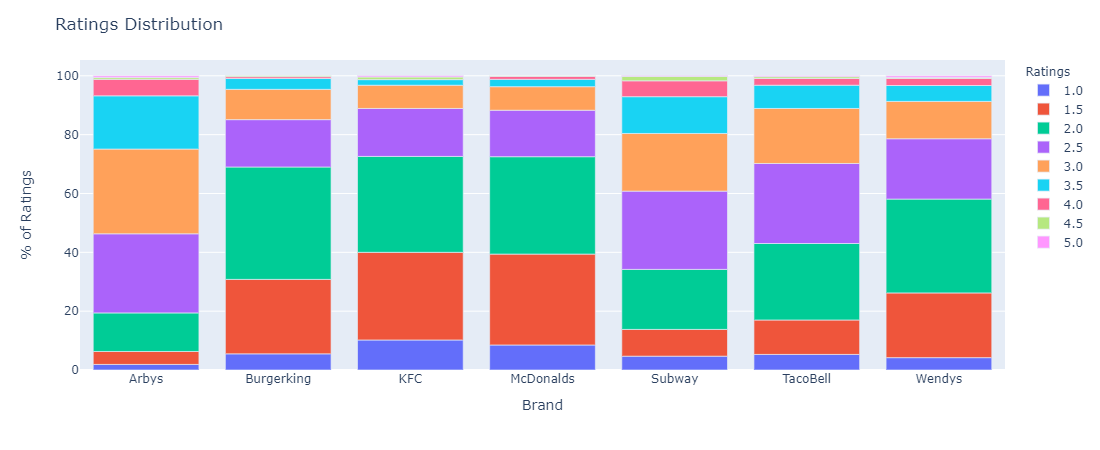 Ratings Distribution
100
80
60
40
20
0
% of Ratings
Arbys
Burgerking
KFC
McDonalds
Subway
TacoBell
Wendys
Brand
Ratings
1.0
1.5
2.0
2.5
3.0
3.5
4.0
4.5
5.0